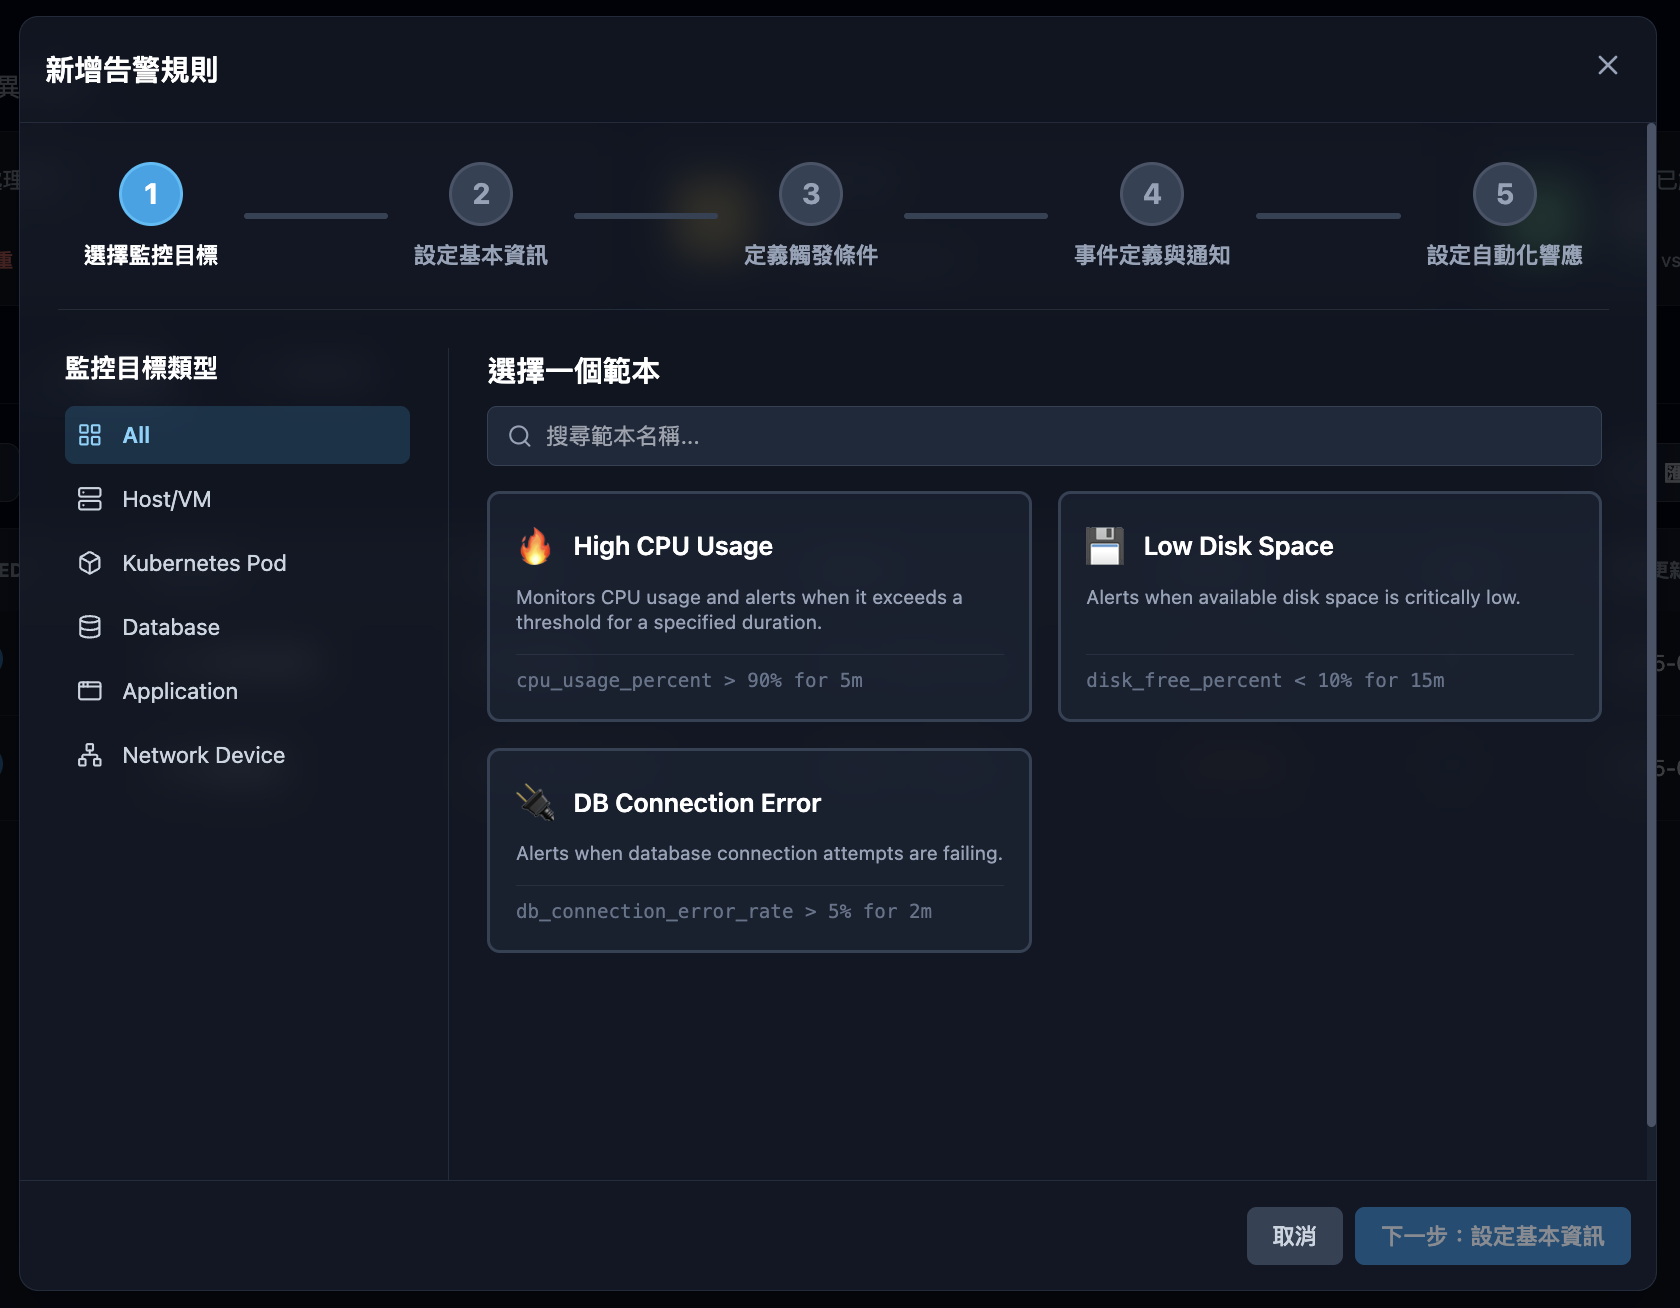 新增告警規則
1
2
3
4
5
選擇監控目標
設定基本資訊
定義觸發條件
事件定義與通知
設定自動化響應
監控目標類型
All
Host/VM
Kubernetes Pod
Database
Application
Network Device
選擇一個範本
搜尋範本名稱...
High CPU Usage
Monitors CPU usage and alerts when it exceeds a
threshold for a specified duration.
cpu_usage_percent > 90% for 5m
Low Disk Space
Alerts when available disk space is critically low.
disk_free_percent < 10% for 15m
DB Connection Error
Alerts when database connection attempts are failing.
db_connection_error_rate > 5% for 2m
取消
下一步：設定基本資訊